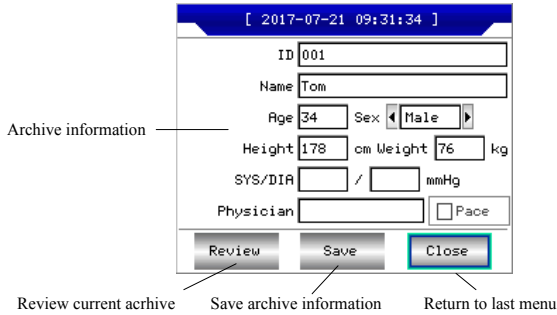 [ 2017-07-21 09:31:34 ]
ID 001
Name Tom
Age 34 Sex Male
Archive information
Height 178 cm Weight 76 kg
SYS/DIA / mmHg
Physician Pace
Review Save Close
Review current acrhive Save archive information Return to last menu